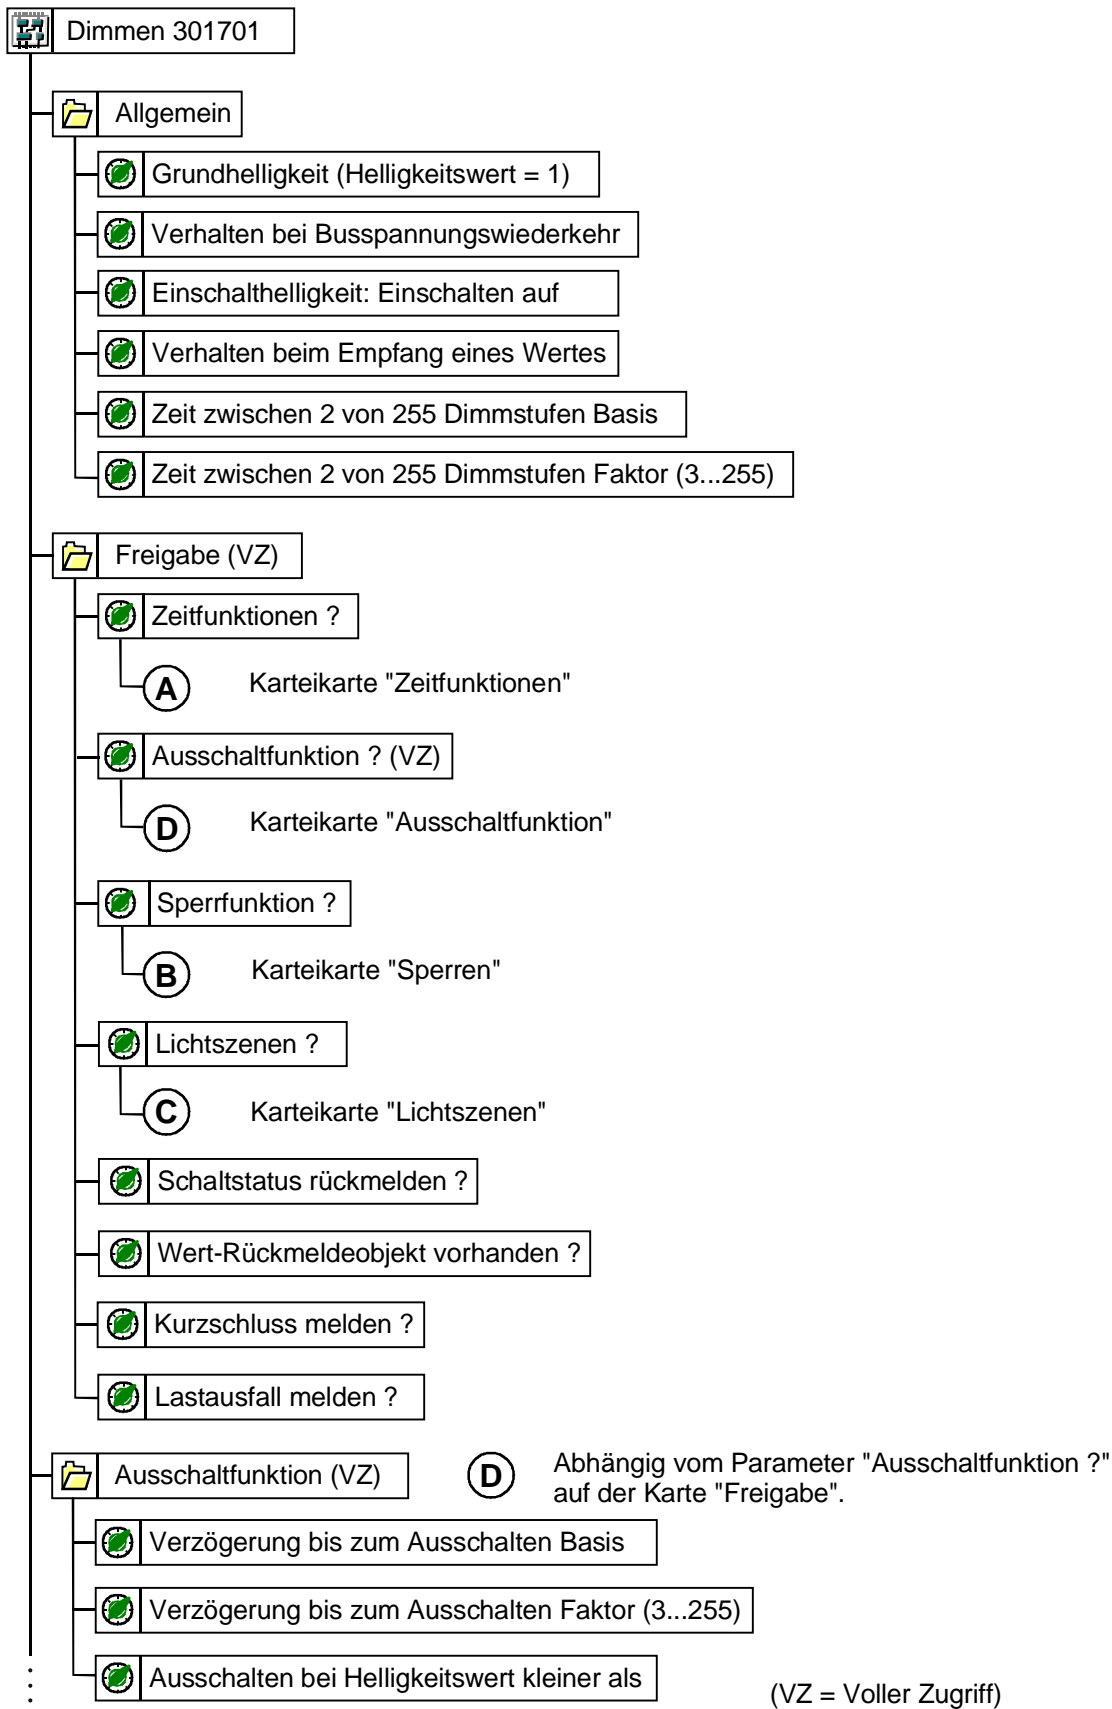 Dimmen 301701
Allgemein
Grundhelligkeit (Helligkeitswert = 1)
Verhalten bei Busspannungswiederkehr
Einschalthelligkeit: Einschalten auf
Verhalten beim Empfang eines Wertes
Zeit zwischen 2 von 255 Dimmstufen Basis
Zeit zwischen 2 von 255 Dimmstufen Faktor (3...255)
Freigabe (VZ)
Zeitfunktionen ?
A Karteikarte "Zeitfunktionen"
Ausschaltfunktion ? (VZ)
D Karteikarte "Ausschaltfunktion"
Sperrfunktion ?
B Karteikarte "Sperren"
Lichtszenen ?
C Karteikarte "Lichtszenen"
Schaltstatus rückmelden ?
Wert-Rückmeldeobjekt vorhanden ?
Kurzschluss melden ?
Lastausfall melden ?
Ausschaltfunktion (VZ)
D Abhängig vom Parameter "Ausschaltfunktion ?"
auf der Karte "Freigabe".
Verzögerung bis zum Ausschalten Basis
Verzögerung bis zum Ausschalten Faktor (3...255)
Ausschalten bei Helligkeitswert kleiner als
(VZ = Voller Zugriff)